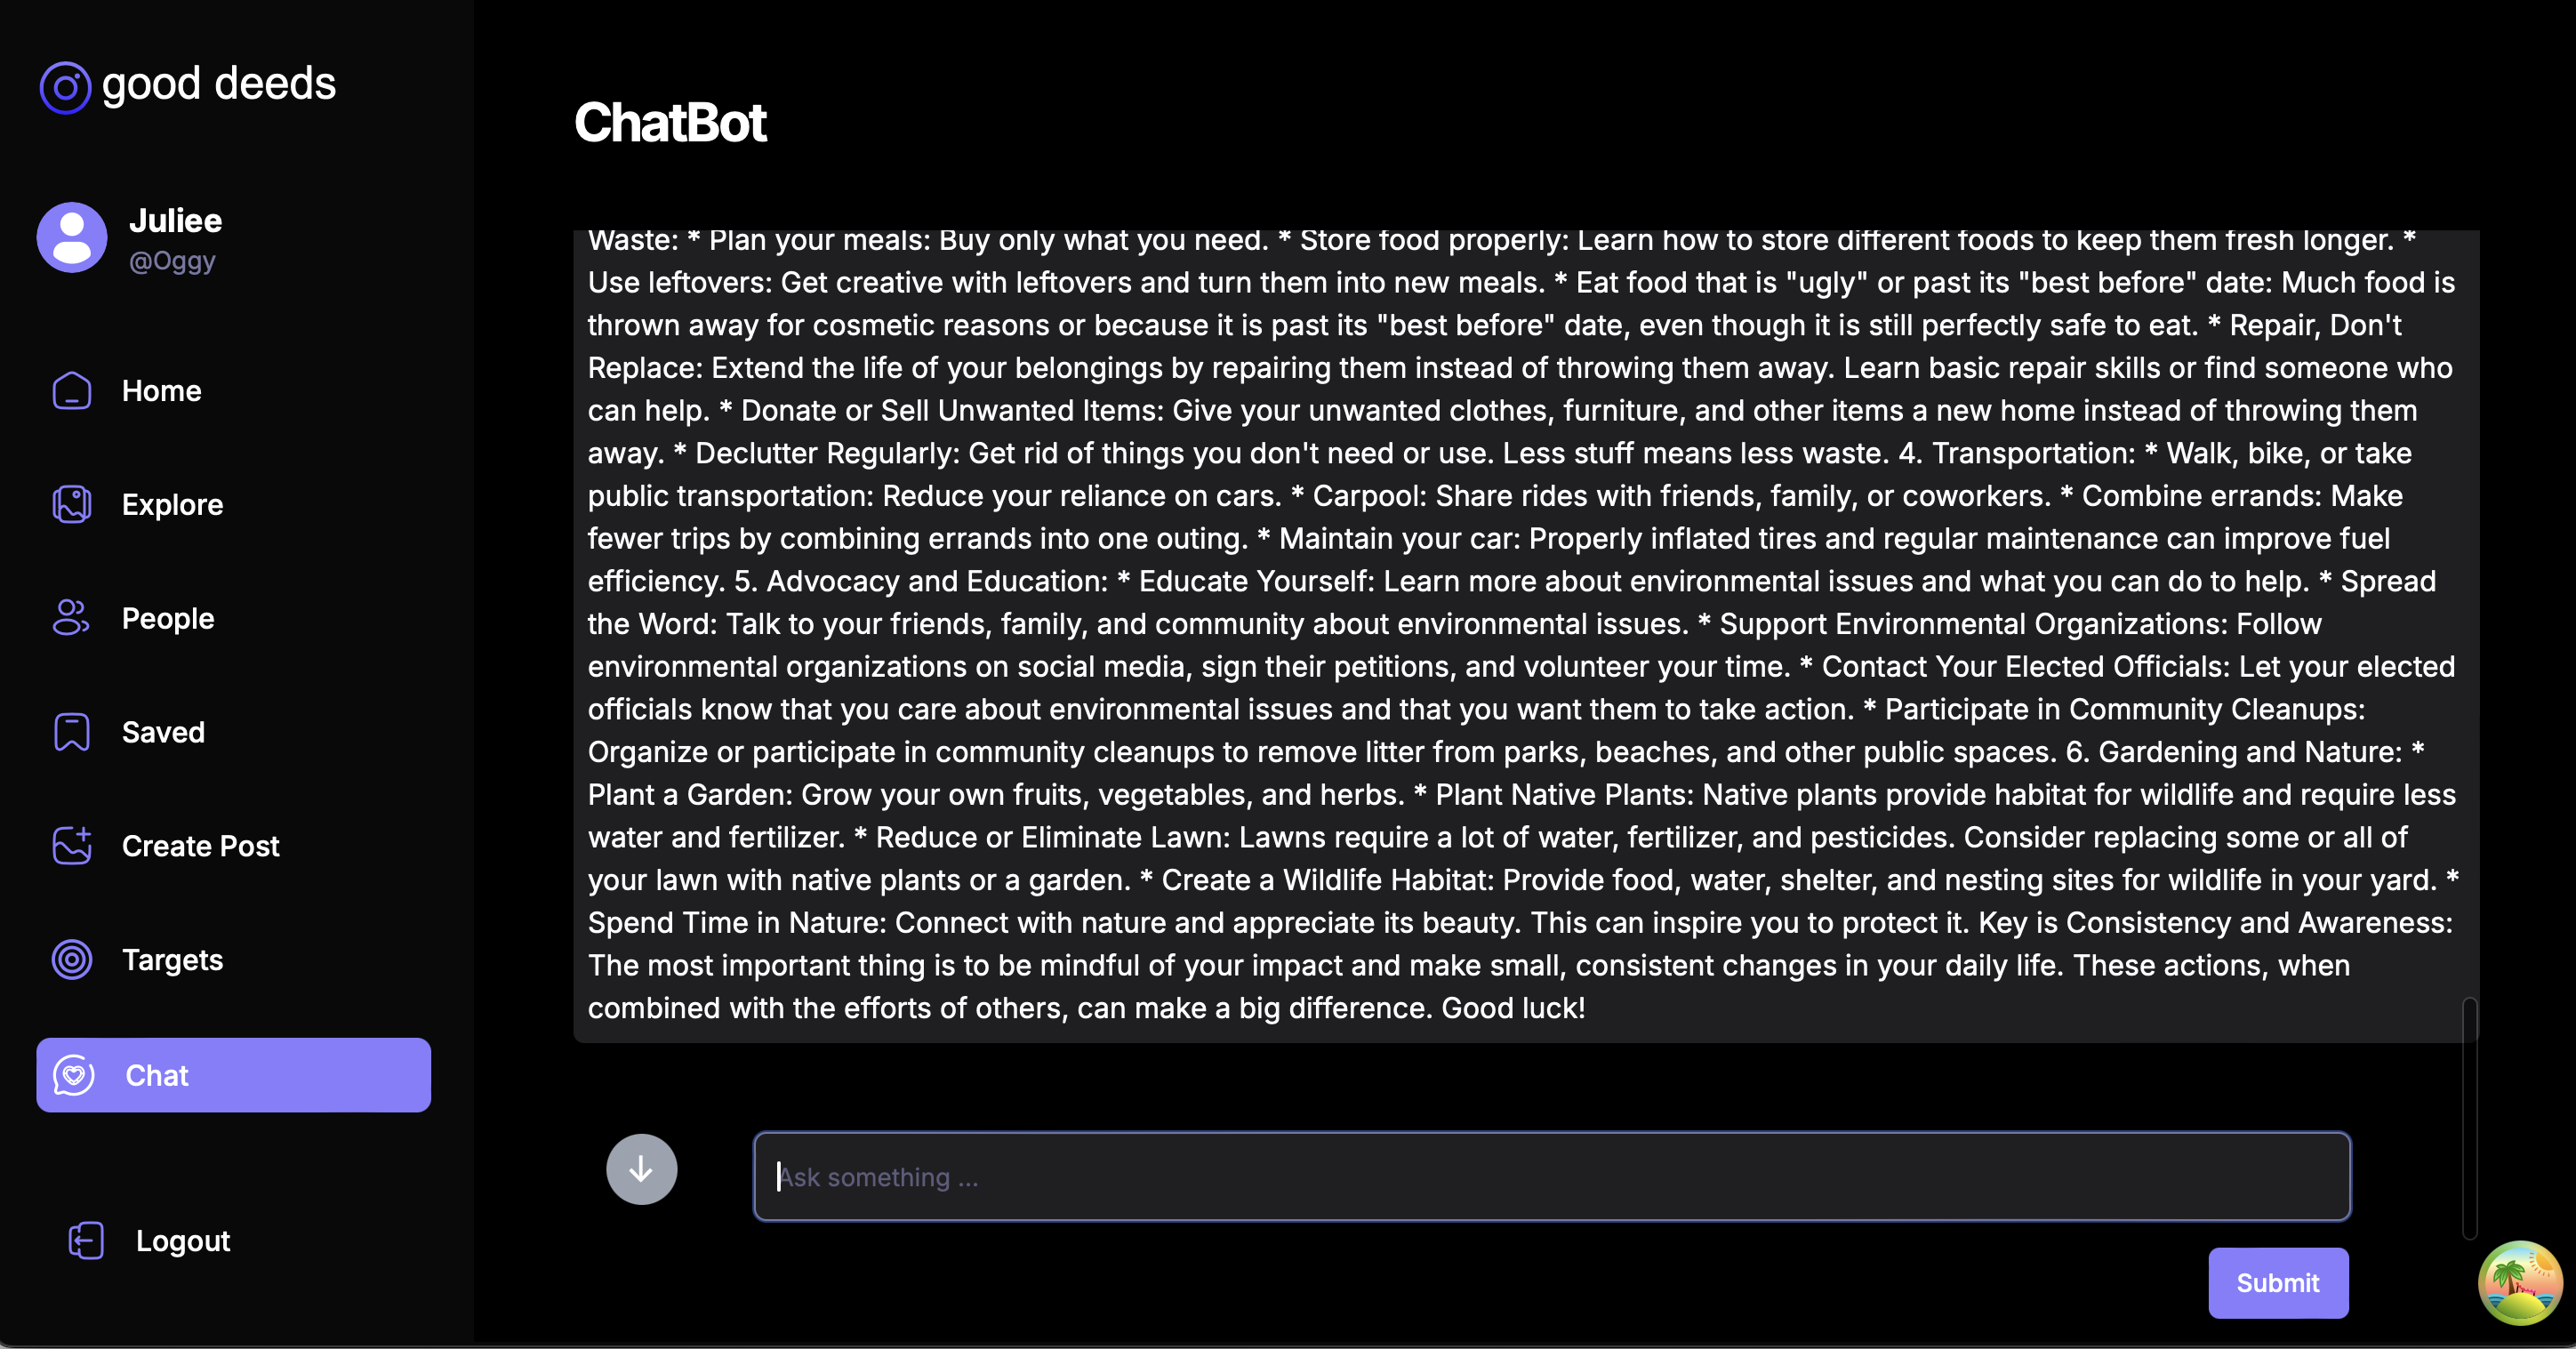 good deeds
Juliee
@Oggy
Home
Explore
People
Saved
Create Post
Targets
Chat
Logout
ChatBot
Waste: * Plan your meals: Buy only what you need. * Store food properly: Learn how to store different foods to keep them fresh longer. *
Use leftovers: Get creative with leftovers and turn them into new meals. * Eat food that is "ugly" or past its "best before" date: Much food is
thrown away for cosmetic reasons or because it is past its "best before" date, even though it is still perfectly safe to eat. * Repair, Don't
Replace: Extend the life of your belongings by repairing them instead of throwing them away. Learn basic repair skills or find someone who
can help. * Donate or Sell Unwanted Items: Give your unwanted clothes, furniture, and other items a new home instead of throwing them
away. * Declutter Regularly: Get rid of things you don't need or use. Less stuff means less waste. 4. Transportation: * Walk, bike, or take
public transportation: Reduce your reliance on cars. * Carpool: Share rides with friends, family, or coworkers. * Combine errands: Make
fewer trips by combining errands into one outing. * Maintain your car: Properly inflated tires and regular maintenance can improve fuel
efficiency. 5. Advocacy and Education: * Educate Yourself: Learn more about environmental issues and what you can do to help. * Spread
the Word: Talk to your friends, family, and community about environmental issues. * Support Environmental Organizations: Follow
environmental organizations on social media, sign their petitions, and volunteer your time. * Contact Your Elected Officials: Let your elected
officials know that you care about environmental issues and that you want them to take action. * Participate in Community Cleanups:
Organize or participate in community cleanups to remove litter from parks, beaches, and other public spaces. 6. Gardening and Nature: *
Plant a Garden: Grow your own fruits, vegetables, and herbs. * Plant Native Plants: Native plants provide habitat for wildlife and require less
water and fertilizer. * Reduce or Eliminate Lawn: Lawns require a lot of water, fertilizer, and pesticides. Consider replacing some or all of
your lawn with native plants or a garden. * Create a Wildlife Habitat: Provide food, water, shelter, and nesting sites for wildlife in your yard. *
Spend Time in Nature: Connect with nature and appreciate its beauty. This can inspire you to protect it. Key is Consistency and Awareness:
The most important thing is to be mindful of your impact and make small, consistent changes in your daily life. These actions, when
combined with the efforts of others, can make a big difference. Good luck!
Ask something ...
Submit